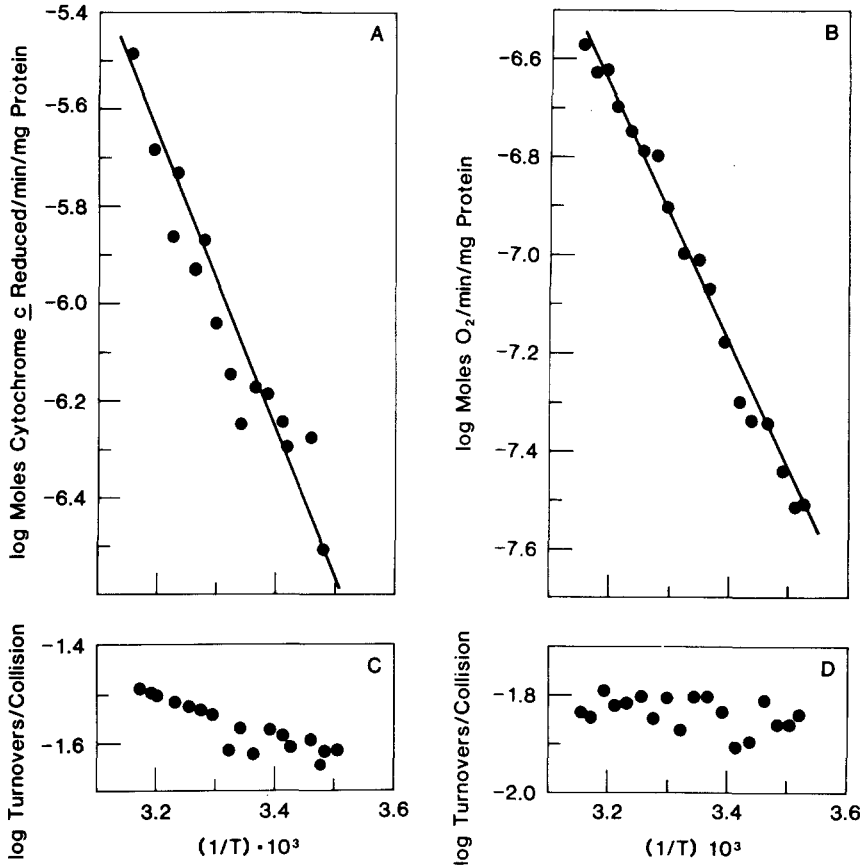 A
log Moles Cytochrome c Reduced/min/mg Protein
-5.4
-5.6
-5.8
-6.0
-6.2
-6.4
B
log Moles O₂/min/mg Protein
-6.6
-6.8
-7.0
-7.2
-7.4
-7.6
C
log Turnovers/Collision
-1.4
-1.6
3.2
3.4
3.6
(1/T)·10³
D
log Turnovers/Collision
-1.8
-2.0
3.2
3.4
3.6
(1/T) 10³